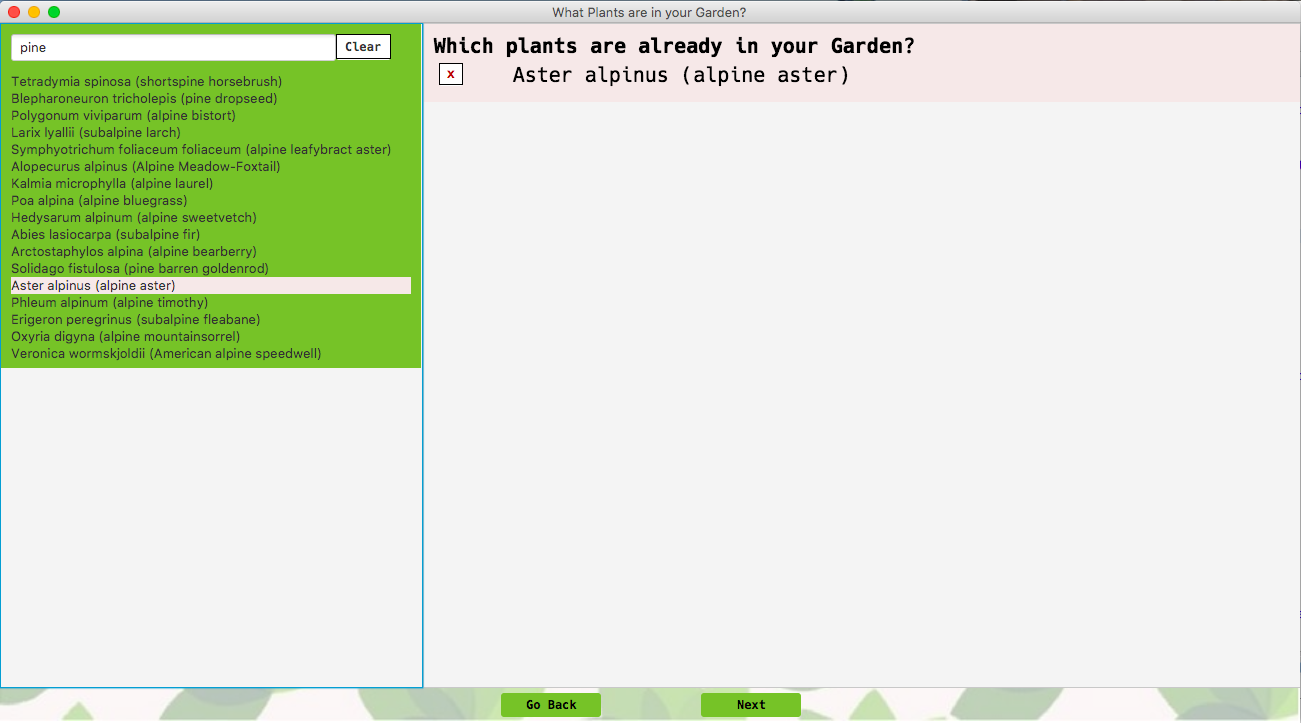 What Plants are in your Garden?
pine
Clear
Tetradymia spinosa (shortspine horsebrush)
Blepharoneuron tricholepis (pine dropseed)
Polygonum viviparum (alpine bistort)
Larix lyallii (subalpine larch)
Symphyotrichum foliaceum foliaceum (alpine leafybract aster)
Alopecurus alpinus (Alpine Meadow-Foxtail)
Kalmia microphylla (alpine laurel)
Poa alpina (alpine bluegrass)
Hedysarum alpinum (alpine sweetvetch)
Abies lasiocarpa (subalpine fir)
Arctostaphylos alpina (alpine bearberry)
Solidago fistulosa (pine barren goldenrod)
Aster alpinus (alpine aster)
Phleum alpinum (alpine timothy)
Erigeron peregrinus (subalpine fleabane)
Oxyria digyna (alpine mountainsorrel)
Veronica wormskjoldii (American alpine speedwell)
Which plants are already in your Garden?
x Aster alpinus (alpine aster)
Go Back
Next